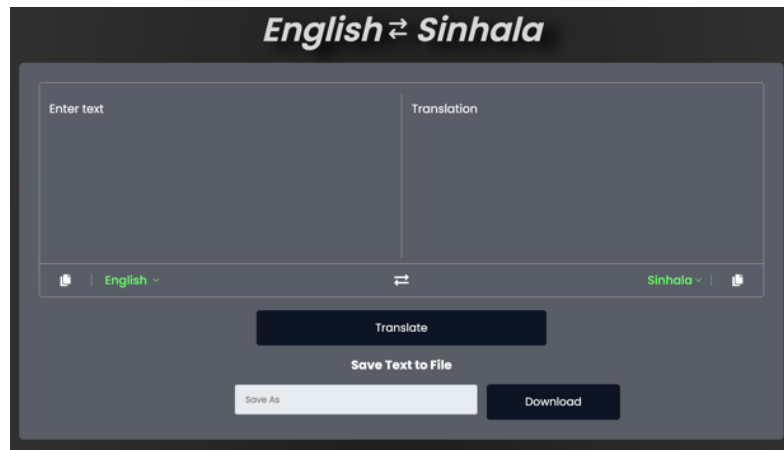 English ⇄ Sinhala
Enter text
Translation
English
Sinhala
Translate
Save Text to File
Save As
Download